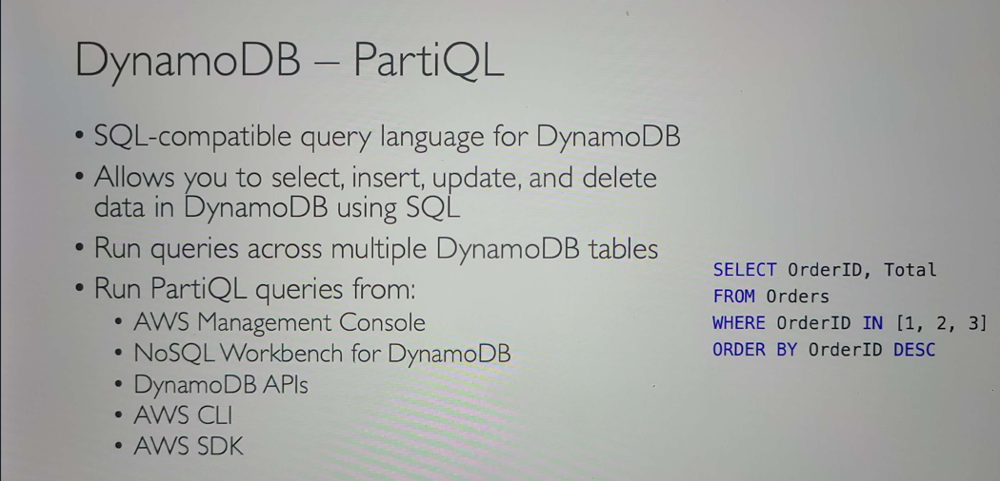 DynamoDB – PartiQL
• SQL-compatible query language for DynamoDB
• Allows you to select, insert, update, and delete
data in DynamoDB using SQL
• Run queries across multiple DynamoDB tables
• Run PartiQL queries from:
• AWS Management Console
• NoSQL Workbench for DynamoDB
• DynamoDB APIs
• AWS CLI
• AWS SDK
SELECT OrderID, Total
FROM Orders
WHERE OrderID IN [1, 2, 3]
ORDER BY OrderID DESC